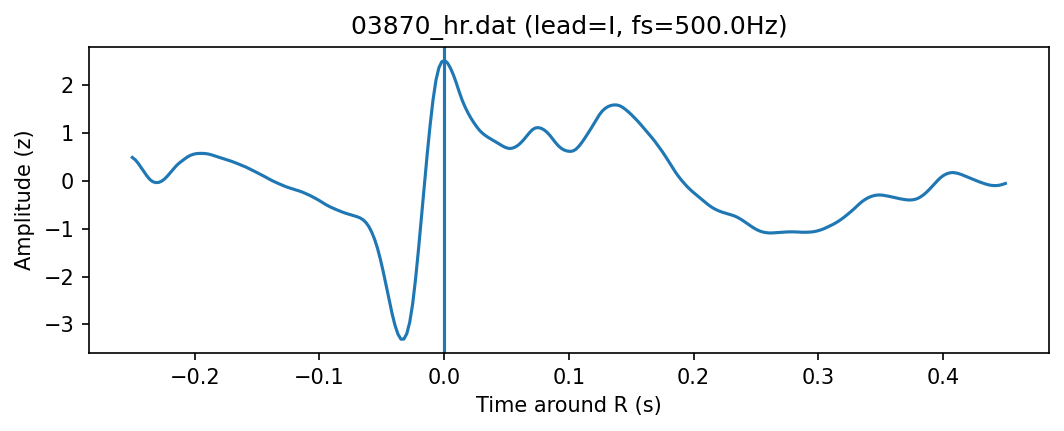 03870_hr.dat (lead=I, fs=500.0Hz)
Amplitude (z)
2
1
0
−1
−2
−3
−0.2 −0.1 0.0 0.1 0.2 0.3 0.4
Time around R (s)